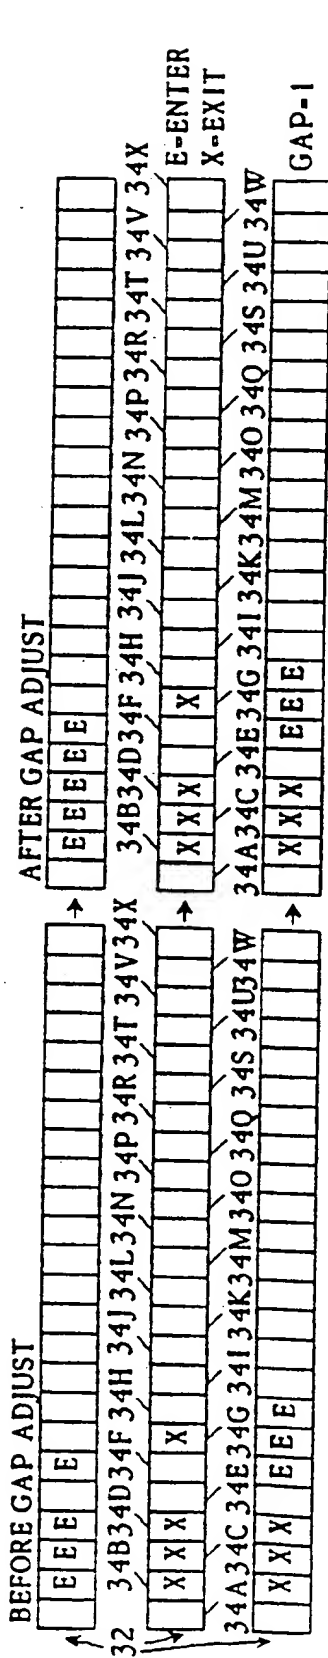 BEFORE GAP ADJUST
E E E E
34B 34D 34F 34H 34J 34L 34N 34P 34R 34T 34V 34X
32
X X X X
34A 34C 34E 34G 34I 34K 34M 34O 34Q 34S 34U 34W
X X X E E E
AFTER GAP ADJUST
E E E E E
34B 34D 34F 34H 34J 34L 34N 34P 34R 34T 34V 34X
X X X X
E=ENTER
X=EXIT
34A 34C 34E 34G 34I 34K 34M 34O 34Q 34S 34U 34W
X X X E E E
GAP=1